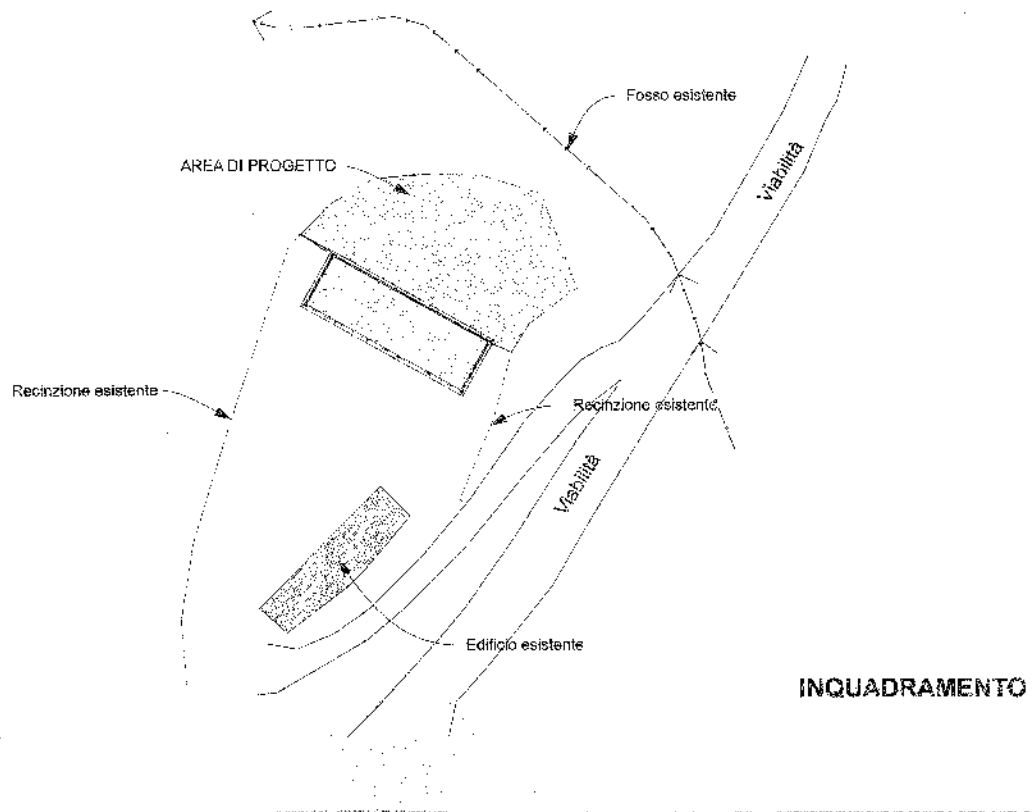 Fosso esistente
AREA DI PROGETTO
Viabilità
Recinzione esistente
Recinzione esistente
Viabilità
Edificio esistente
INQUADRAMENTO